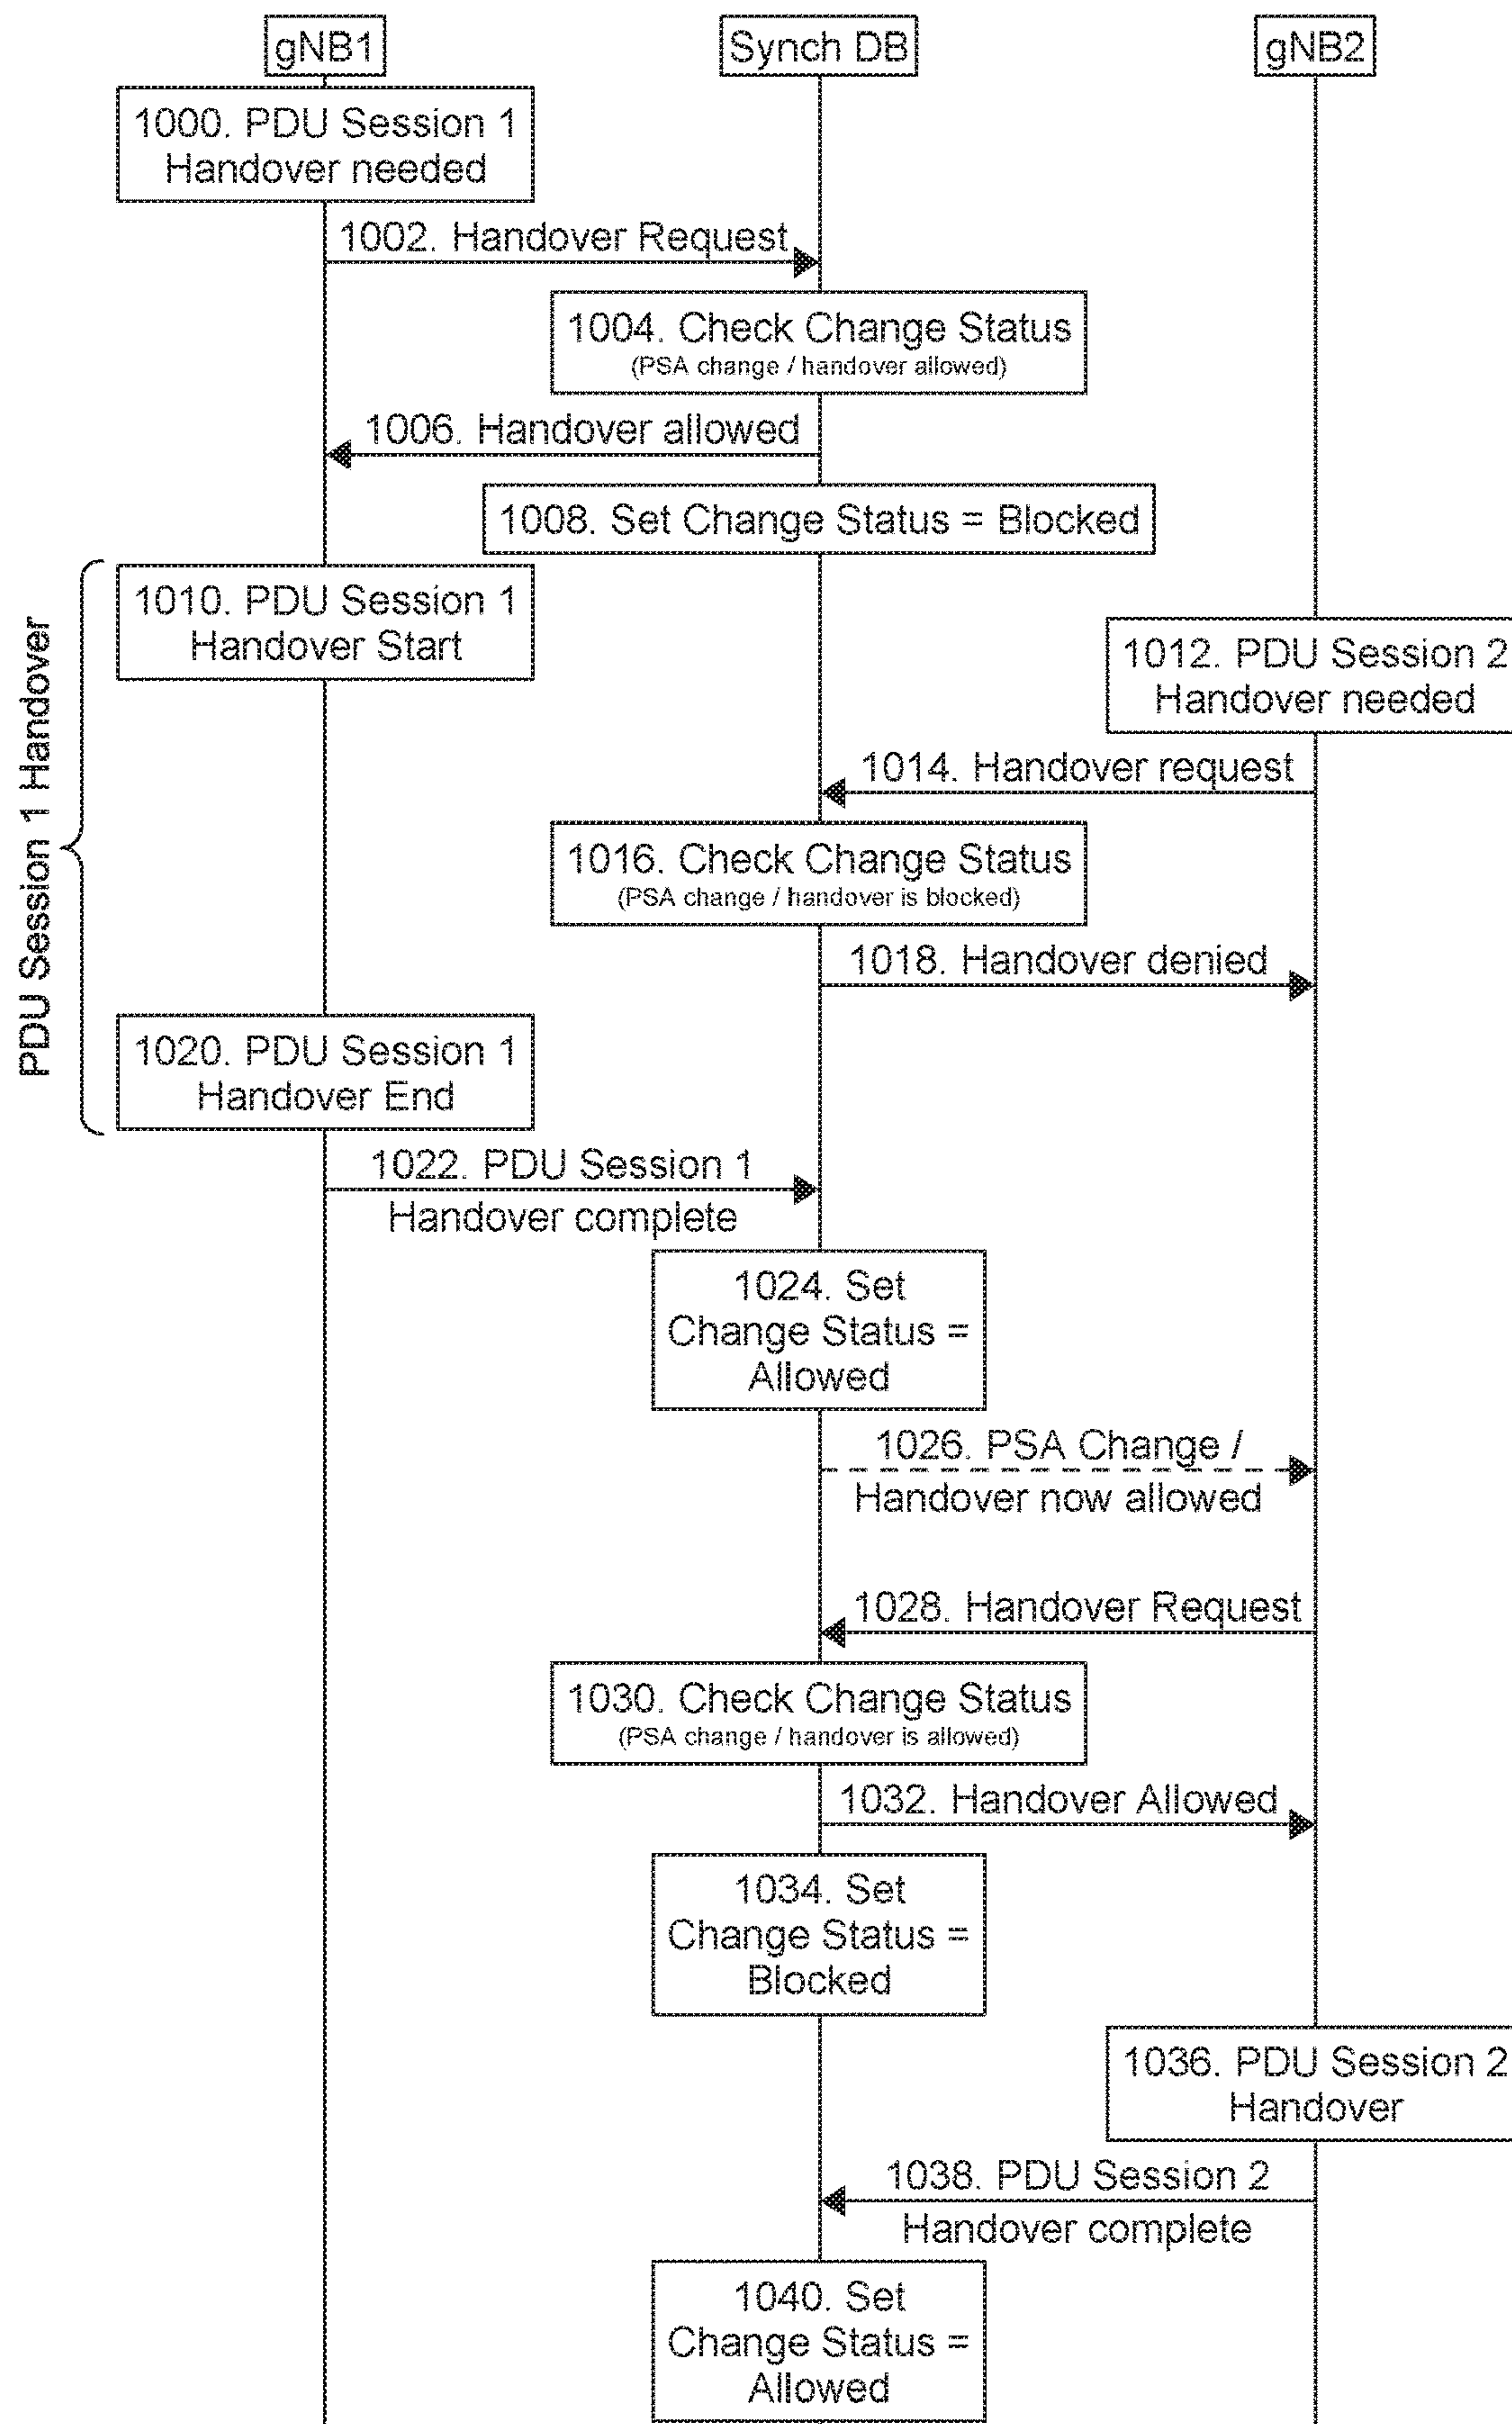 gNB1
Synch DB
gNB2
1000. PDU Session 1
Handover needed
1002. Handover Request
1004. Check Change Status
(PSA change / handover allowed)
1006. Handover allowed
1008. Set Change Status = Blocked
PDU Session 1 Handover
1010. PDU Session 1
Handover Start
1012. PDU Session 2
Handover needed
1014. Handover request
1016. Check Change Status
(PSA change / handover is blocked)
1018. Handover denied
1020. PDU Session 1
Handover End
1022. PDU Session 1
Handover complete
1024. Set
Change Status =
Allowed
1026. PSA Change /
Handover now allowed
1028. Handover Request
1030. Check Change Status
(PSA change / handover is allowed)
1032. Handover Allowed
1034. Set
Change Status =
Blocked
1036. PDU Session 2
Handover
1038. PDU Session 2
Handover complete
1040. Set
Change Status =
Allowed